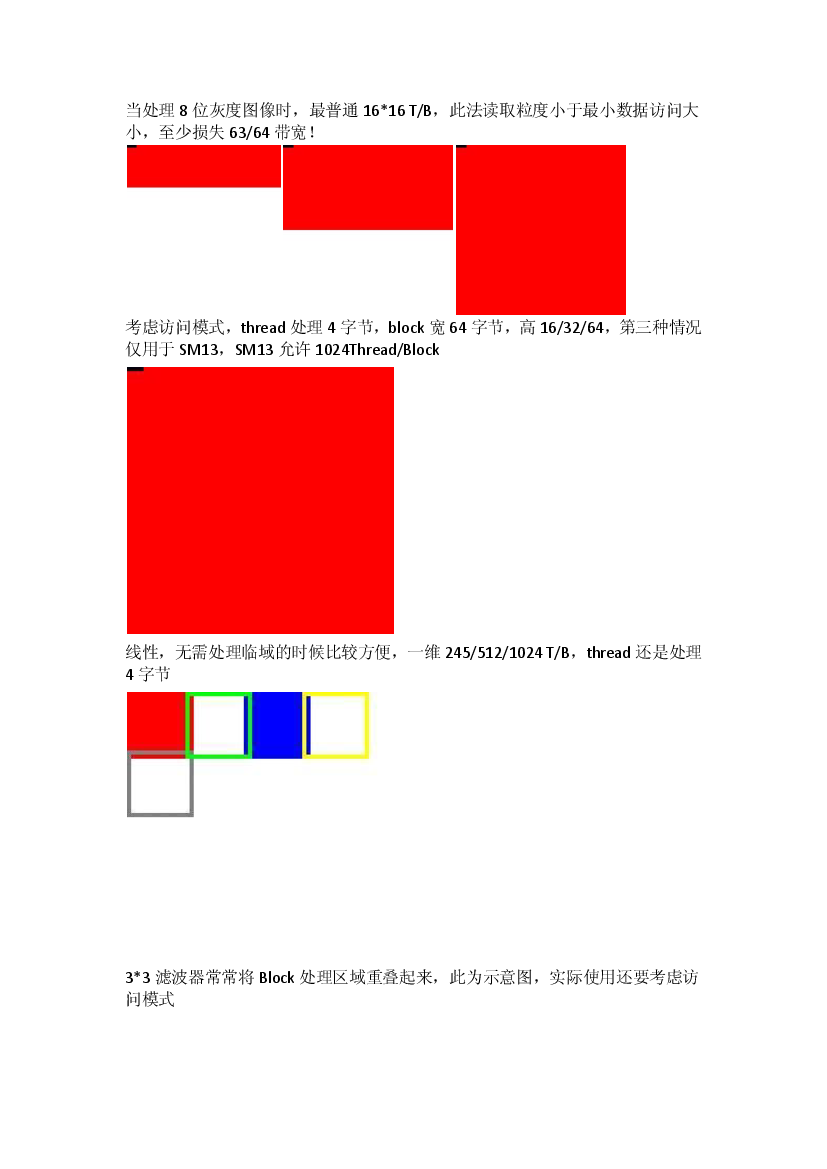 当处理 8 位灰度图像时，最普通 16*16 T/B，此法读取粒度小于最小数据访问大
小，至少损失 63/64 带宽！
考虑访问模式，thread 处理 4 字节，block 宽 64 字节，高 16/32/64，第三种情况
仅用于 SM13，SM13 允许 1024Thread/Block
线性，无需处理临域的时候比较方便，一维 245/512/1024 T/B，thread 还是处理
4 字节
3*3 滤波器常常将 Block 处理区域重叠起来，此为示意图，实际使用还要考虑访
问模式